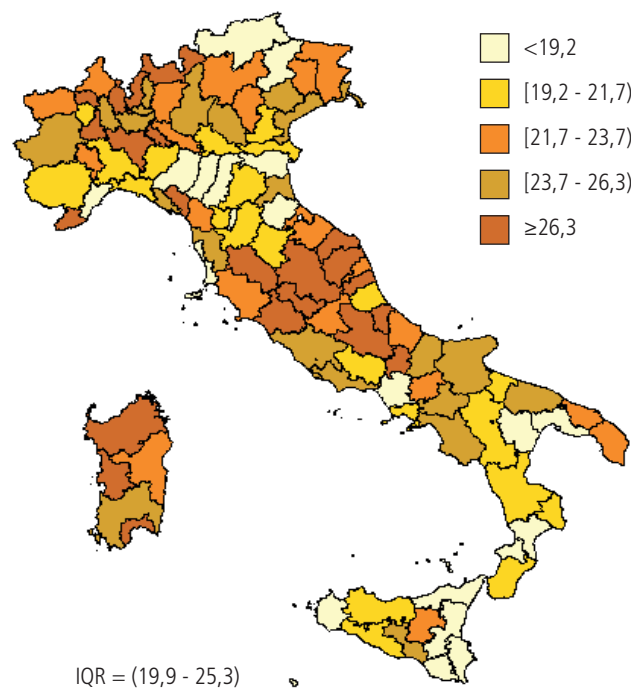 <19,2
[19,2 - 21,7)
[21,7 - 23,7)
[23,7 - 26,3)
≥26,3
IQR = (19,9 - 25,3)